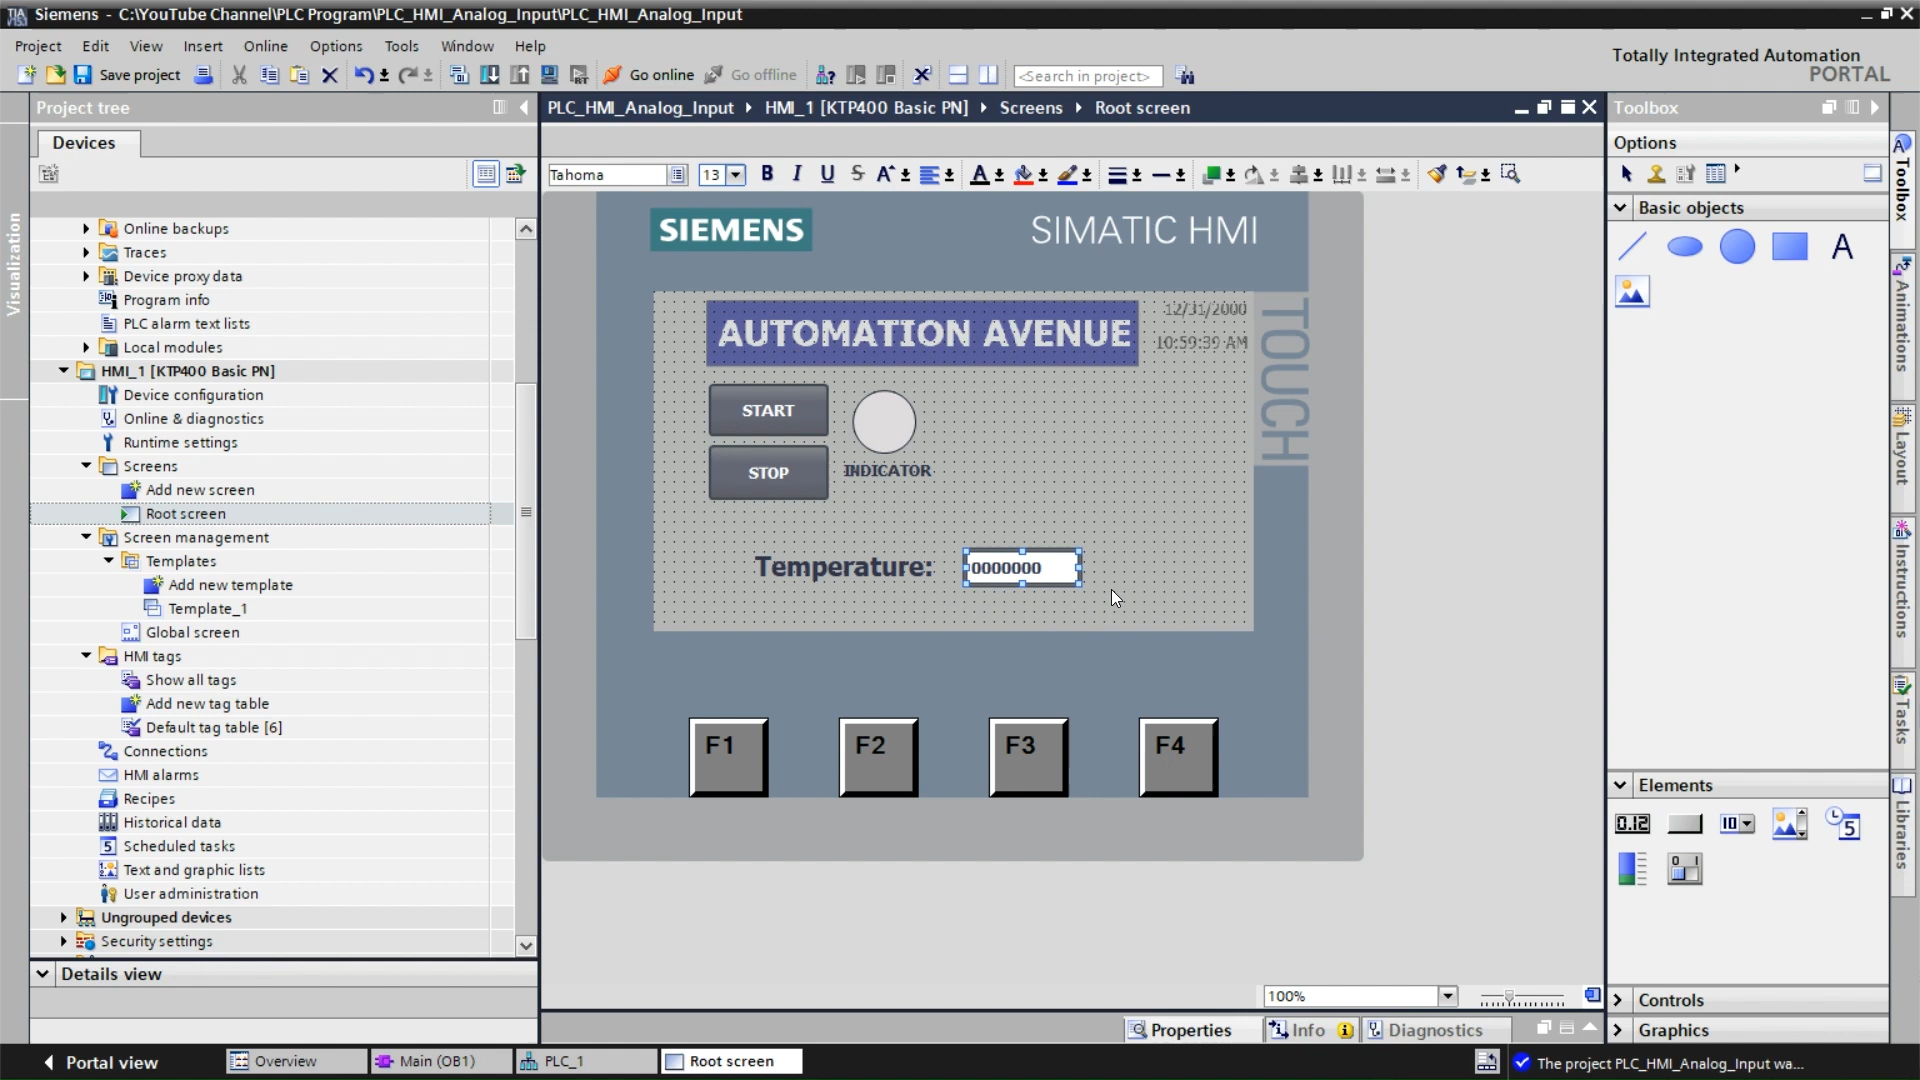 Siemens - C:\YouTube Channel\PLC Program\PLC_HMI_Analog_Input\PLC_HMI_Analog_Input
Project Edit View Insert Online Options Tools Window Help
Totally Integrated Automation
PORTAL
Save project Go online Go offline <Search in project>
Project tree
PLC_HMI_Analog_Input HMI_1 [KTP400 Basic PN] Screens Root screen
Toolbox
Devices
Options
Tahoma 13 B I U S A A
Visualization
Online backups
Traces
Device proxy data
Program info
PLC alarm text lists
Local modules
HMI_1 [KTP400 Basic PN]
Device configuration
Online & diagnostics
Runtime settings
Screens
Add new screen
Root screen
Screen management
Templates
Add new template
Template_1
Global screen
HMI tags
Show all tags
Add new tag table
Default tag table [6]
Connections
HMI alarms
Recipes
Historical data
Scheduled tasks
Text and graphic lists
User administration
Ungrouped devices
Security settings
Details view
SIEMENS
SIMATIC HMI
TOUCH
AUTOMATION AVENUE
12/31/2000
10:59:39 AM
START
STOP
INDICATOR
Temperature: 0000000
F1 F2 F3 F4
100%
Properties Info Diagnostics
Basic objects
A
Elements
0.12 10 5
0 1
Controls
Graphics
Toolbox
Animations
Layout
Instructions
Tasks
Libraries
Portal view Overview Main (OB1) PLC_1 Root screen
The project PLC_HMI_Analog_Input wa...